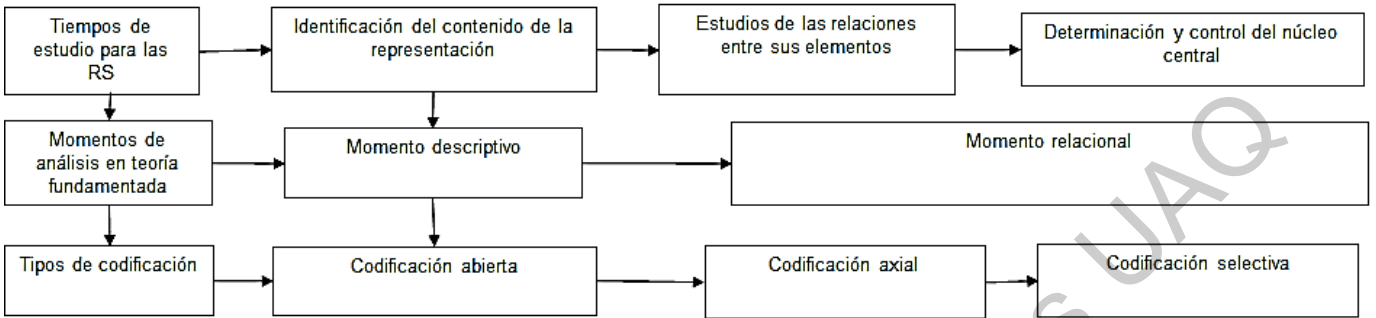 Tiempos de
estudio para las
RS
Identificación del contenido de la
representación
Estudios de las relaciones
entre sus elementos
Determinación y control del núcleo
central
Momentos de
análisis en teoría
fundamentada
Momento descriptivo
Momento relacional
Tipos de codificación
Codificación abierta
Codificación axial
Codificación selectiva
S UAQ